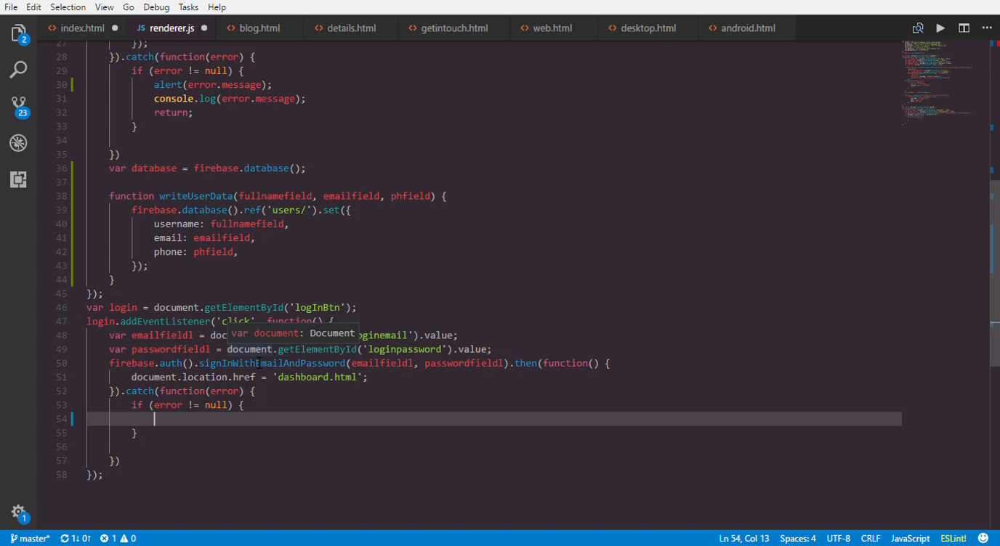 File Edit Selection View Go Debug Tasks Help
index.html JS renderer.js blog.html details.html getintouch.html web.html desktop.html android.html
27 });
28 }).catch(function(error) {
29 if (error != null) {
30 alert(error.message);
31 console.log(error.message);
32 return;
33 }
34
35 })
36 var database = firebase.database();
37
38 function writeUserData(fullnamefield, emailfield, phfield) {
39 firebase.database().ref('users/').set({
40 username: fullnamefield,
41 email: emailfield,
42 phone: phfield,
43 });
44 }
45 });
46 var login = document.getElementById('logInBtn');
47 login.addEventListener('click', function() {
var document: Document
48 var emailfieldl = doc oginemail').value;
49 var passwordfieldl = document.getElementById('loginpassword').value;
50 firebase.auth().signInWithEmailAndPassword(emailfieldl, passwordfieldl).then(function() {
51 document.location.href = 'dashboard.html';
52 }).catch(function(error) {
53 if (error != null) {
54
55 }
56
57 })
58 });
2
23
1
master* 1↓ 0↑ 1 0 Ln 54, Col 13 Spaces: 4 UTF-8 CRLF JavaScript ESLint!